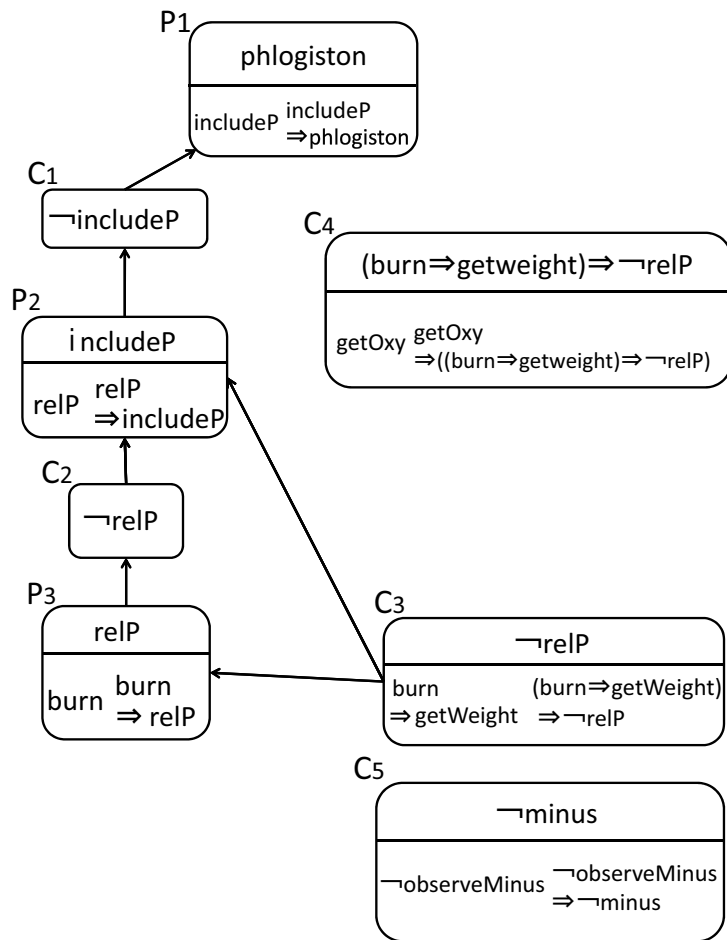 P1
phlogiston
includeP includeP
⇒phlogiston
C1
¬includeP
C4
(burn⇒getweight)⇒¬relP
getOxy getOxy
⇒((burn⇒getweight)⇒¬relP)
P2
includeP
relP relP
⇒includeP
C2
¬relP
P3
relP
burn burn
⇒ relP
C3
¬relP
burn (burn⇒getWeight)
⇒getWeight ⇒¬relP
C5
¬minus
¬observeMinus ¬observeMinus
⇒¬minus